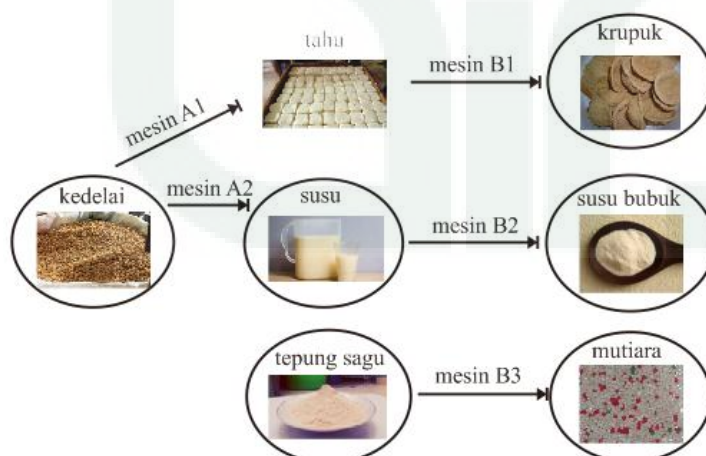 tahu
mesin B1
krupuk
mesin A1
kedelai
mesin A2
susu
mesin B2
susu bubuk
tepung sagu
mesin B3
mutiara